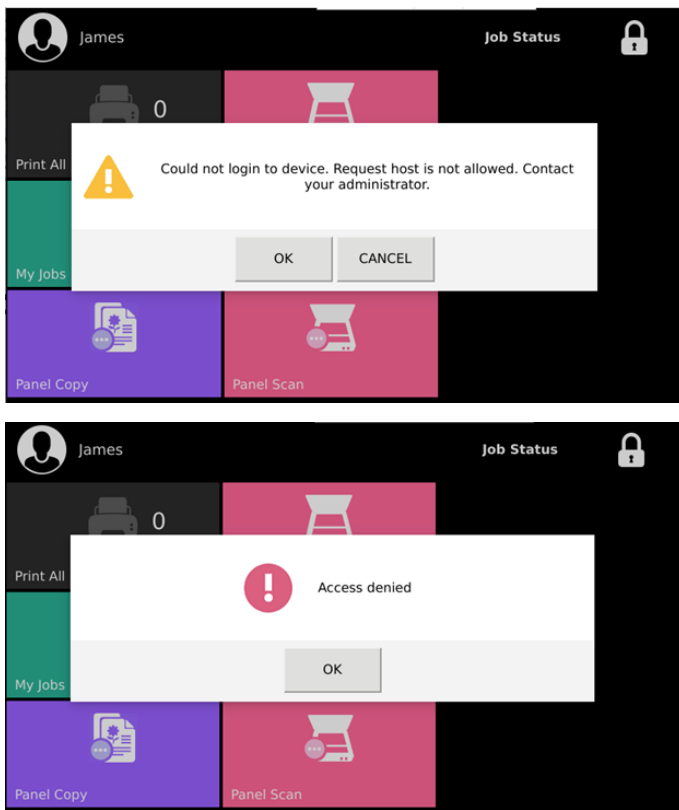 James
Job Status
0
Could not login to device. Request host is not allowed. Contact
your administrator.
Print All
OK
CANCEL
My Jobs
Panel Copy
Panel Scan
James
Job Status
0
Access denied
Print All
OK
My Jobs
Panel Copy
Panel Scan